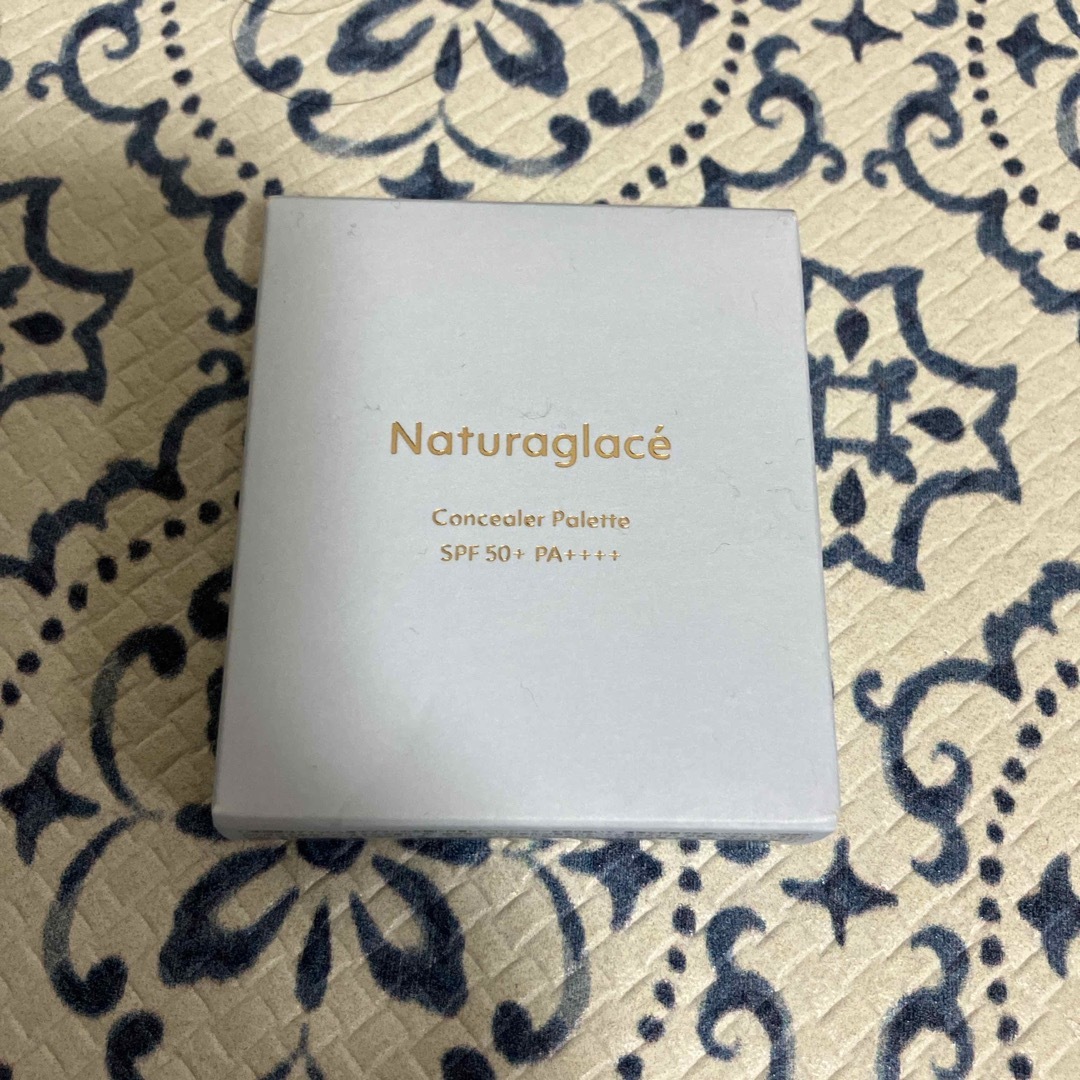 Naturaglacé
Concealer Palette
SPF 50+ PA++++